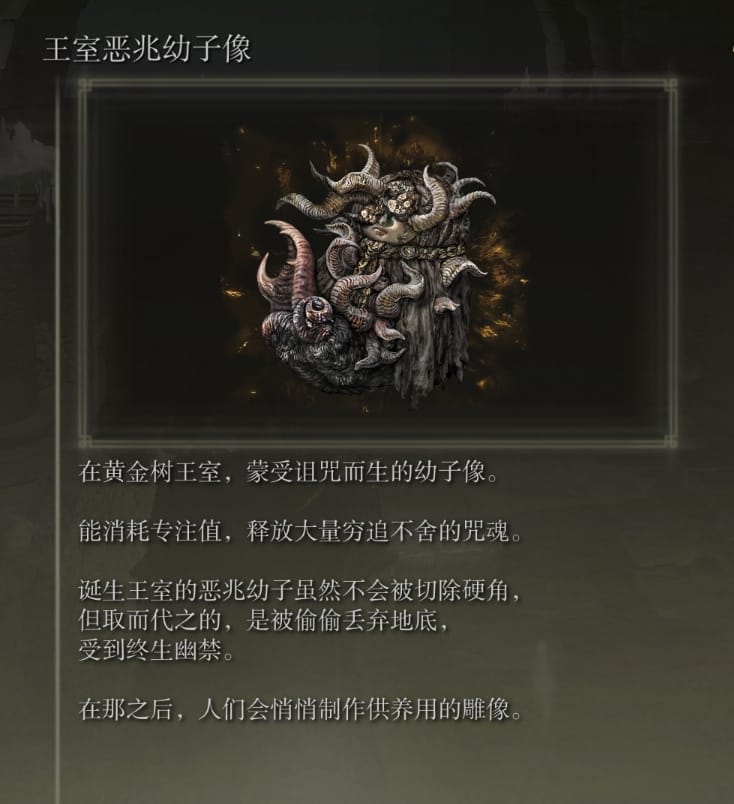 王室恶兆幼子像
在黄金树王室，蒙受诅咒而生的幼子像。
能消耗专注值，释放大量穷追不舍的咒魂。
诞生王室的恶兆幼子虽然不会被切除硬角，
但取而代之的，是被偷偷丢弃地底，
受到终生幽禁。
在那之后，人们会悄悄制作供养用的雕像。